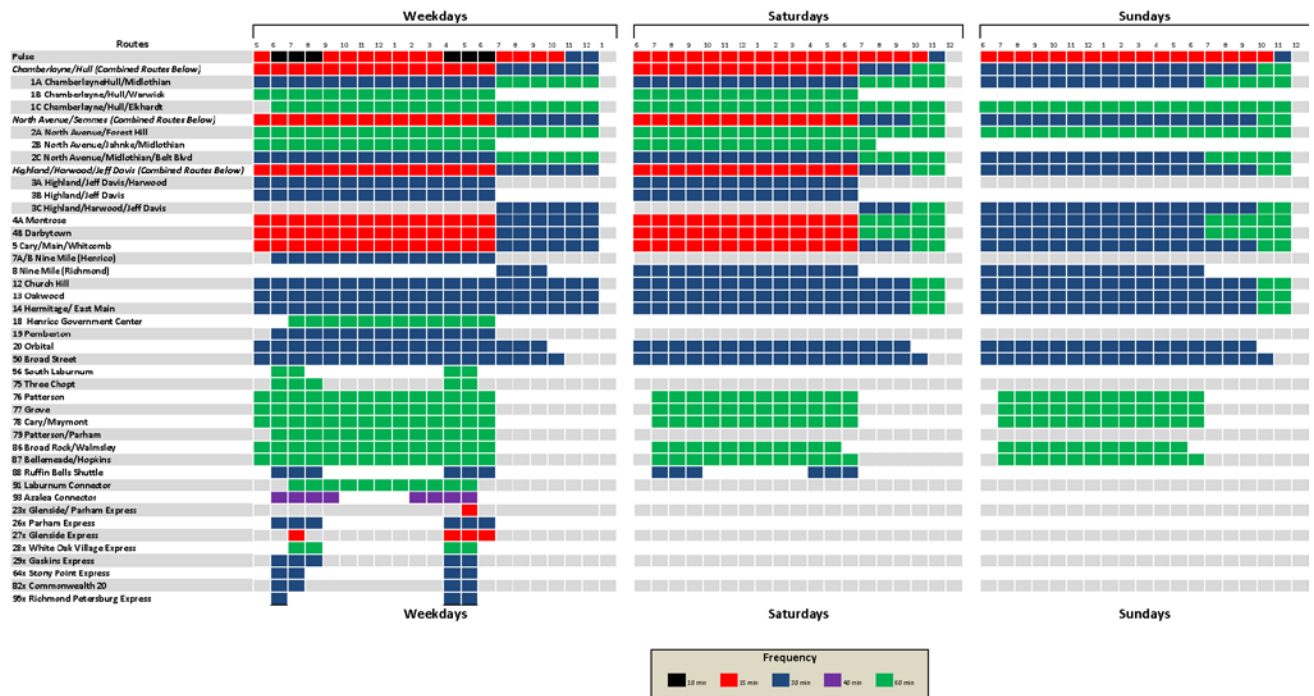 Weekdays Saturdays Sundays
Routes 5 6 7 8 9 10 11 12 1 2 3 4 5 6 7 8 9 10 11 12 1 6 7 8 9 10 11 12 1 2 3 4 5 6 7 8 9 10 11 12 6 7 8 9 10 11 12 1 2 3 4 5 6 7 8 9 10 11 12
Pulse
Chamberlayne/Hull (Combined Routes Below)
1A ChamberlayneHull/Midlothian
1B Chamberlayne/Hull/Warwick
1C Chamberlayne/Hull/Elkhardt
North Avenue/Semmes (Combined Routes Below)
2A North Avenue/Forest Hill
2B North Avenue/Jahnke/Midlothian
2C North Avenue/Midlothian/Belt Blvd
Highland/Harwood/Jeff Davis (Combined Routes Below)
3A Highland/Jeff Davis/Harwood
3B Highland/Jeff Davis
3C Highland/Harwood/Jeff Davis
4A Montrose
4B Darbytown
5 Cary/Main/Whitcomb
7A/B Nine Mile (Henrico)
8 Nine Mile (Richmond)
12 Church Hill
13 Oakwood
14 Hermitage/ East Main
18 Henrico Government Center
19 Pemberton
20 Orbital
50 Broad Street
56 South Laburnum
75 Three Chopt
76 Patterson
77 Grove
78 Cary/Maymont
79 Patterson/Parham
86 Broad Rock/Walmsley
87 Bellemeade/Hopkins
88 Ruffin Bells Shuttle
91 Laburnum Connector
93 Azalea Connector
23x Glenside/ Parham Express
26x Parham Express
27x Glenside Express
28x White Oak Village Express
29x Gaskins Express
64x Stony Point Express
82x Commonwealth 20
95x Richmond Petersburg Express
Weekdays Saturdays Sundays
Frequency
10 min 15 min 30 min 40 min 60 min